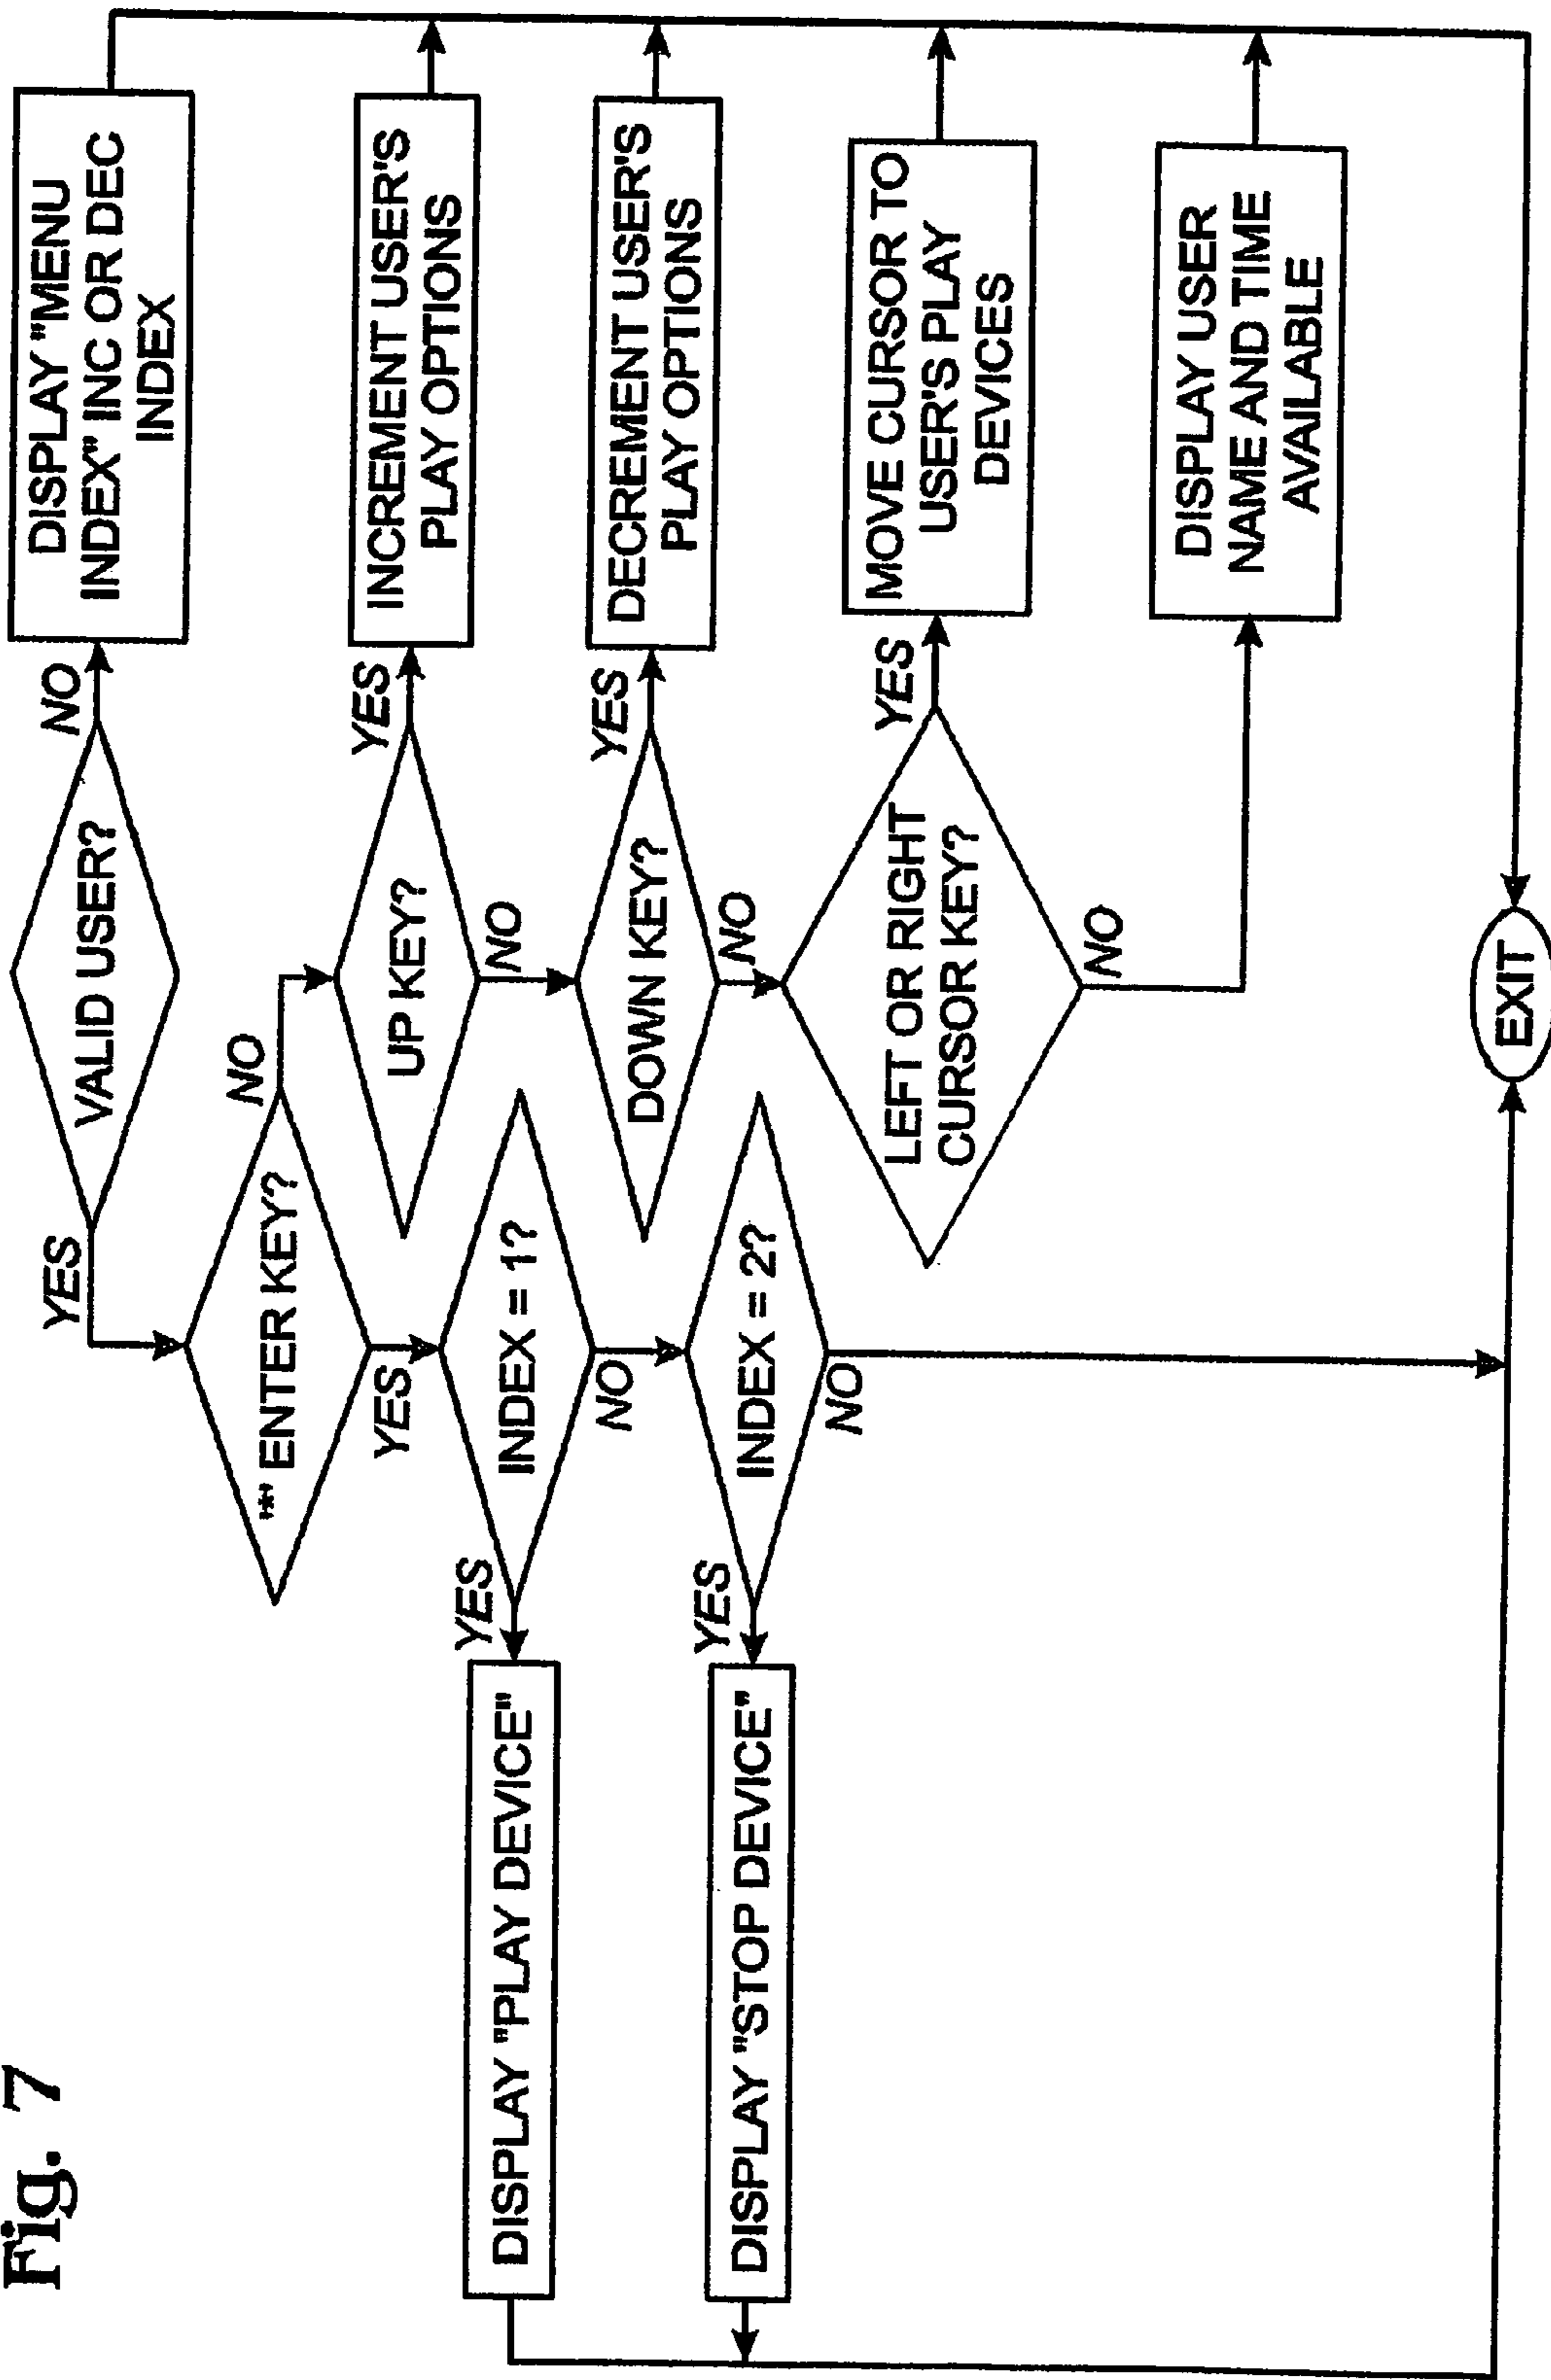 Fig. 7
VALID USER?
YES
NO
DISPLAY "MENU
INDEX" INC OR DEC
INDEX
"*" ENTER KEY?
NO
YES
UP KEY?
YES
INCREMENT USER'S
PLAY OPTIONS
NO
INDEX = 1?
YES
DISPLAY "PLAY DEVICE"
NO
DOWN KEY?
YES
DECREMENT USER'S
PLAY OPTIONS
NO
INDEX = 2?
YES
DISPLAY "STOP DEVICE"
NO
LEFT OR RIGHT
CURSOR KEY?
YES
MOVE CURSOR TO
USER'S PLAY
DEVICES
NO
DISPLAY USER
NAME AND TIME
AVAILABLE
EXIT